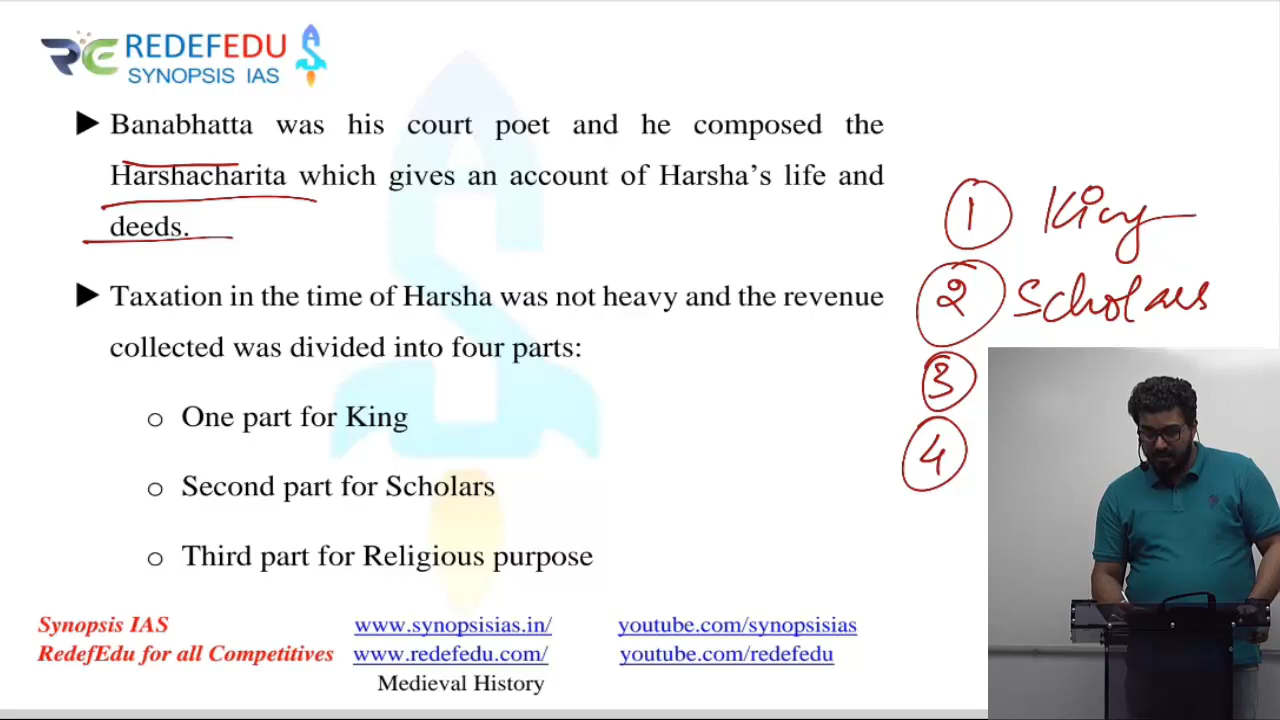 REDEFEDU
SYNOPSIS IAS
Banabhatta was his court poet and he composed the
Harshacharita which gives an account of Harsha's life and
deeds.
Taxation in the time of Harsha was not heavy and the revenue
collected was divided into four parts:
o One part for King
o Second part for Scholars
o Third part for Religious purpose
1 King
2 Scholars
3
4
Synopsis IAS www.synopsisias.in/ youtube.com/synopsisias
RedefEdu for all Competitives www.redefedu.com/ youtube.com/redefedu
Medieval History